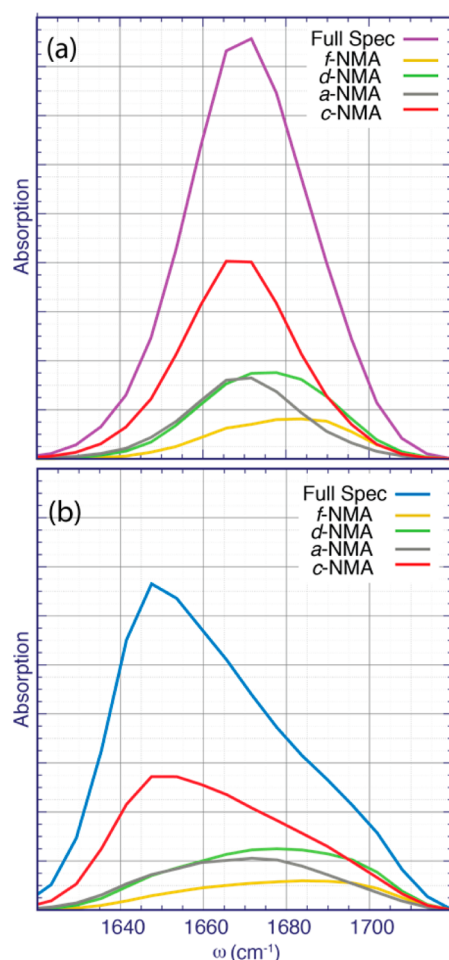 (a)
Full Spec
f-NMA
d-NMA
a-NMA
c-NMA
Absorption
(b)
Full Spec
f-NMA
d-NMA
a-NMA
c-NMA
Absorption
1640 1660 1680 1700
ω (cm⁻¹)